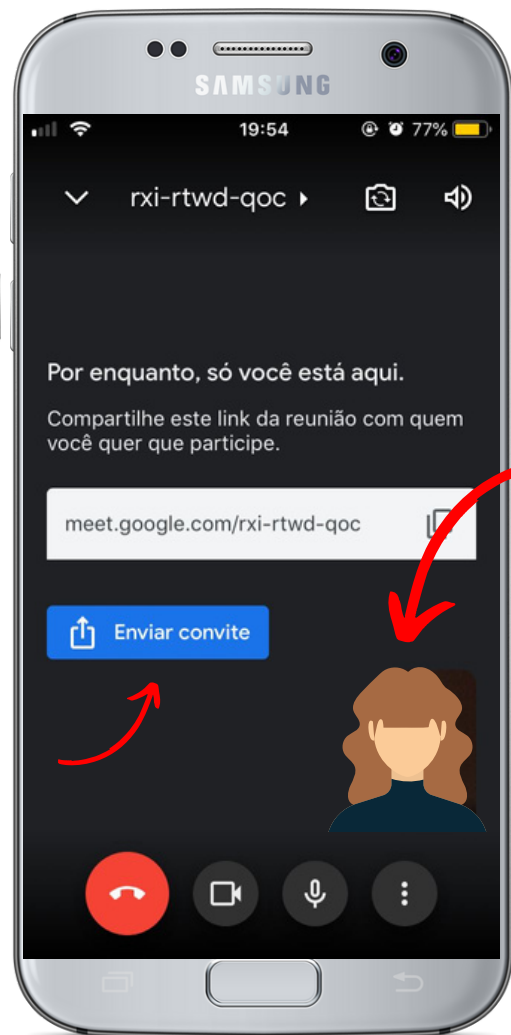 SAMSUNG
19:54
77%
rxi-rtwd-qoc
Por enquanto, só você está aqui.
Compartilhe este link da reunião com quem
você quer que participe.
meet.google.com/rxi-rtwd-qoc
Enviar convite